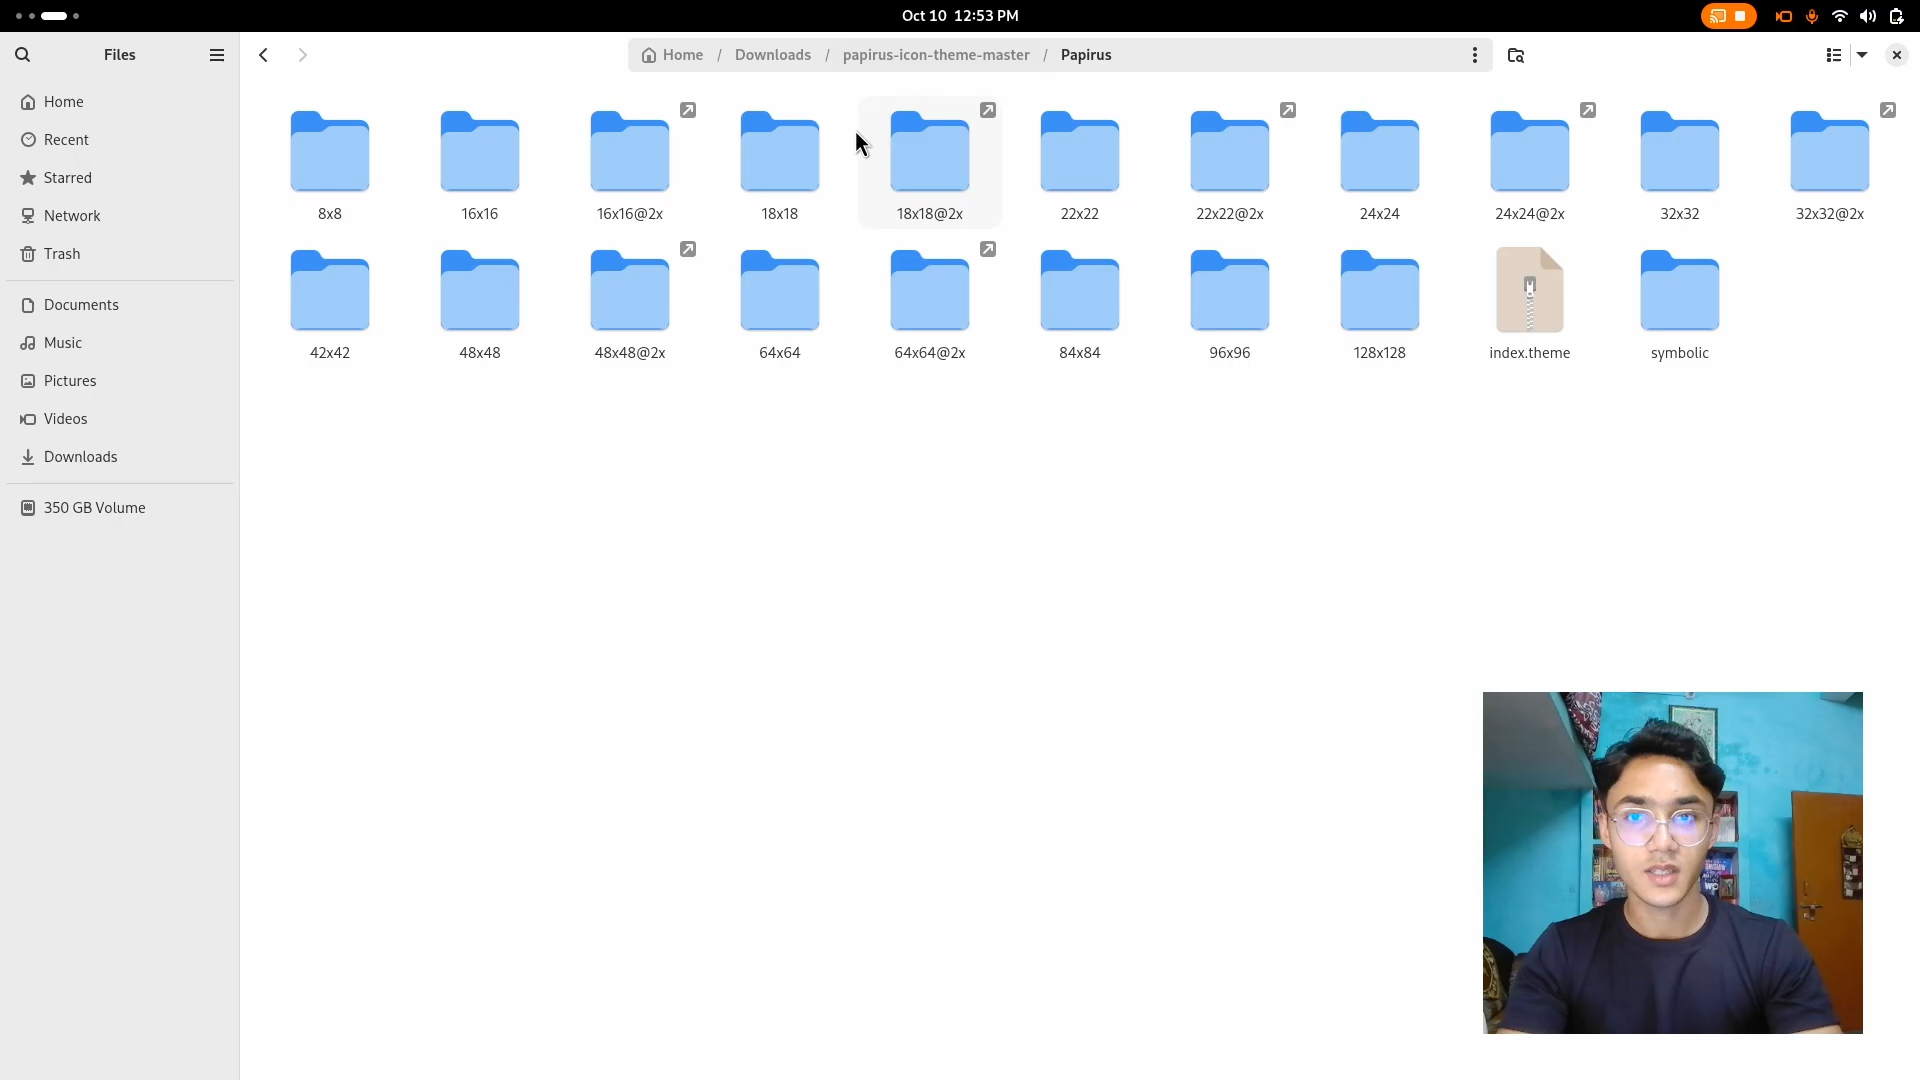 Oct 10 12:53 PM
Files
Home / Downloads / papirus-icon-theme-master / Papirus
Home
Recent
Starred
Network
Trash
Documents
Music
Pictures
Videos
Downloads
350 GB Volume
8x8
16x16
16x16@2x
18x18
18x18@2x
22x22
22x22@2x
24x24
24x24@2x
32x32
32x32@2x
42x42
48x48
48x48@2x
64x64
64x64@2x
84x84
96x96
128x128
index.theme
symbolic